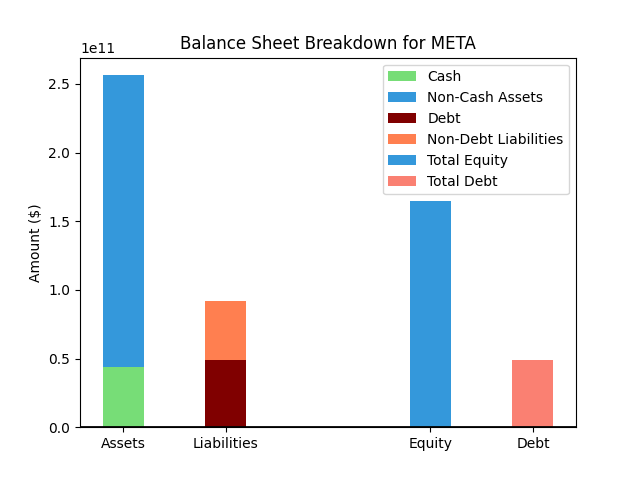 Balance Sheet Breakdown for META
1e11
2.5
2.0
1.5
1.0
0.5
0.0
Amount ($)
Cash
Non-Cash Assets
Debt
Non-Debt Liabilities
Total Equity
Total Debt
Assets
Liabilities
Equity
Debt